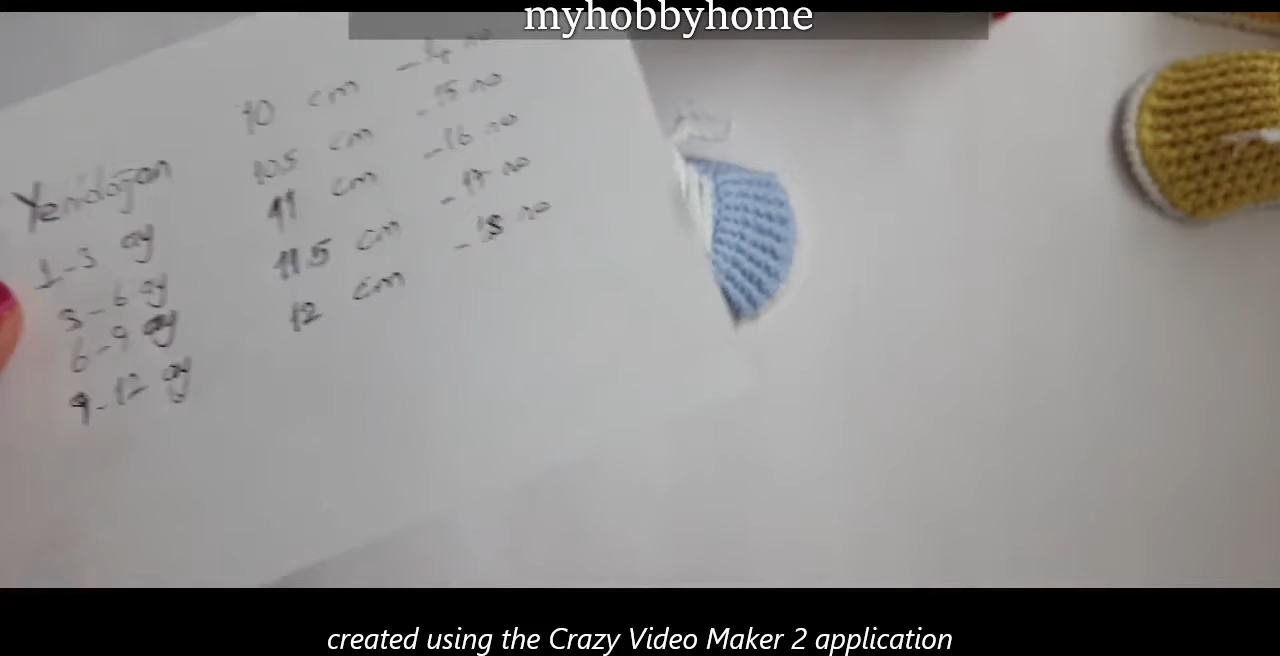 myhobbyhome
Yenidoğan 10 cm - 14 no
1-3 ay 10,5 cm - 15 no
3-6 ay 11 cm - 16 no
6-9 ay 11,5 cm - 17 no
9-12 ay 12 cm - 18 no
created using the Crazy Video Maker 2 application